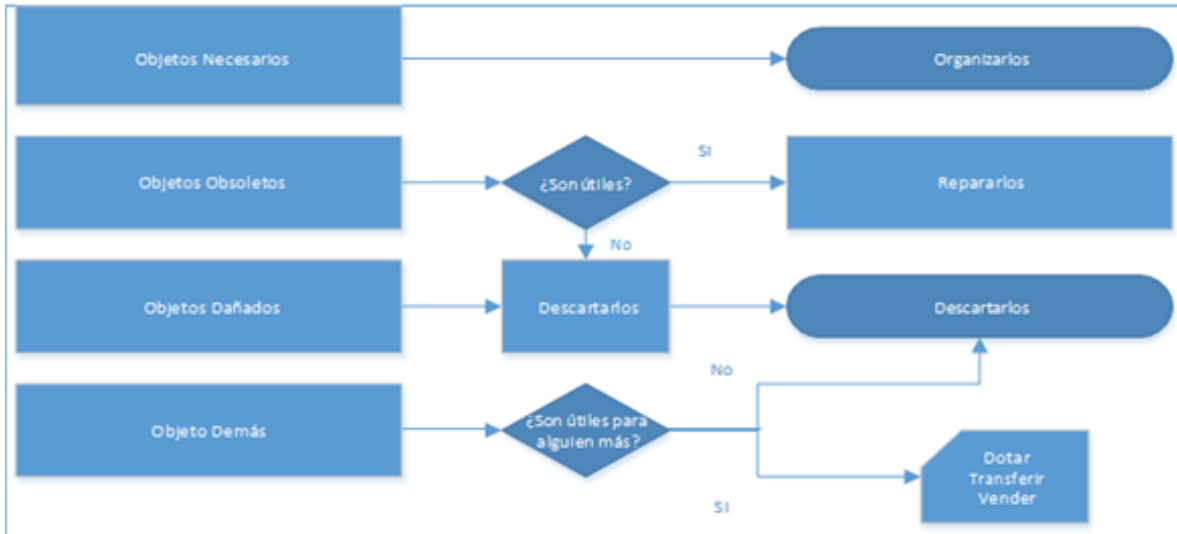 Objetos Necesarios
Organizarlos
Objetos Obsoletos
¿Son útiles?
SI
Repararlos
No
Objetos Dañados
Descartarlos
Descartarlos
No
Objeto Demás
¿Son útiles para
alguien más?
SI
Dotar
Transferir
Vender